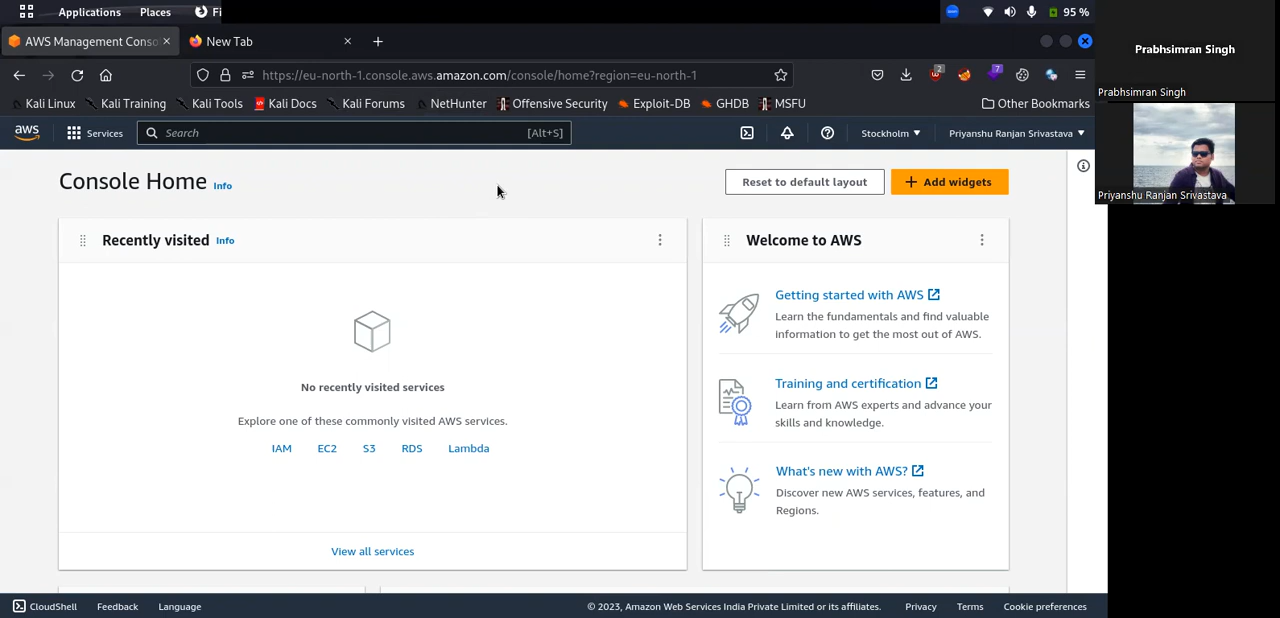 Applications Places Fi 95 %
AWS Management Conso New Tab
https://eu-north-1.console.aws.amazon.com/console/home?region=eu-north-1 2 7
Kali Linux Kali Training Kali Tools Kali Docs Kali Forums NetHunter Offensive Security Exploit-DB GHDB MSFU Other Bookmarks
aws Services Search [Alt+S] Stockholm Priyanshu Ranjan Srivastava
Console Home Info Reset to default layout + Add widgets
Recently visited Info
No recently visited services
Explore one of these commonly visited AWS services.
IAM EC2 S3 RDS Lambda
View all services
Welcome to AWS
Getting started with AWS
Learn the fundamentals and find valuable
information to get the most out of AWS.
Training and certification
Learn from AWS experts and advance your
skills and knowledge.
What's new with AWS?
Discover new AWS services, features, and
Regions.
CloudShell Feedback Language © 2023, Amazon Web Services India Private Limited or its affiliates. Privacy Terms Cookie preferences
Prabhsimran Singh
Prabhsimran Singh
Priyanshu Ranjan Srivastava